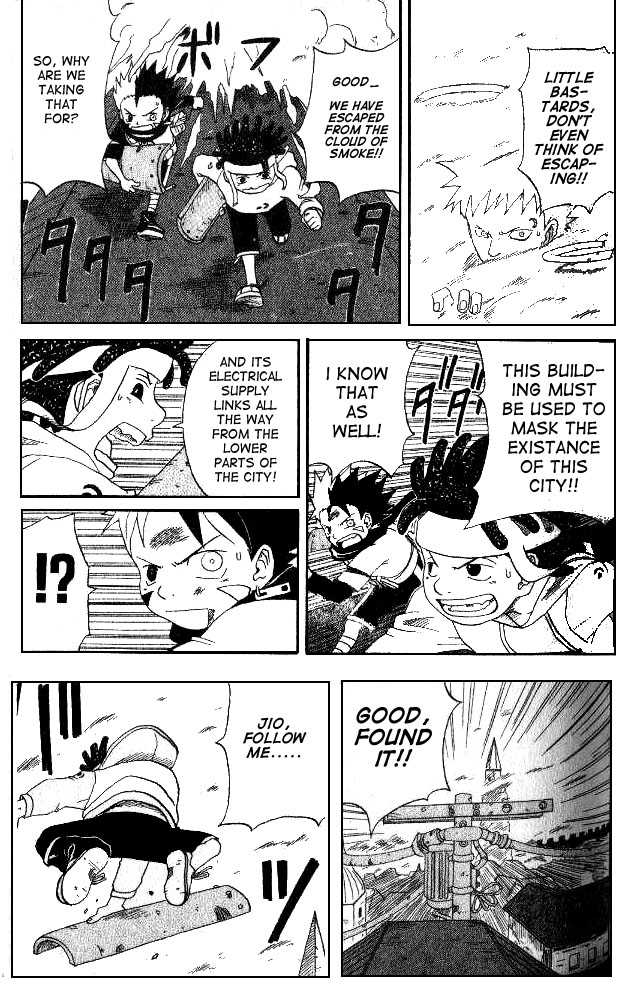 LITTLE
BAS-
TARDS,
DON'T
EVEN
THINK OF
ESCAP-
ING!!
ボフ
GOOD_
WE HAVE
ESCAPED
FROM THE
CLOUD OF
SMOKE!!
SO, WHY
ARE WE
TAKING
THAT
FOR?
タタタ
タタ
THIS BUILD-
ING MUST
BE USED TO
MASK THE
EXISTANCE
OF THIS
CITY!!
ダダ
I KNOW
THAT
AS
WELL!
AND ITS
ELECTRICAL
SUPPLY
LINKS ALL
THE WAY
FROM THE
LOWER
PARTS OF
THE CITY!
!?
GOOD,
FOUND
IT!!
JIO,
FOLLOW
ME.....